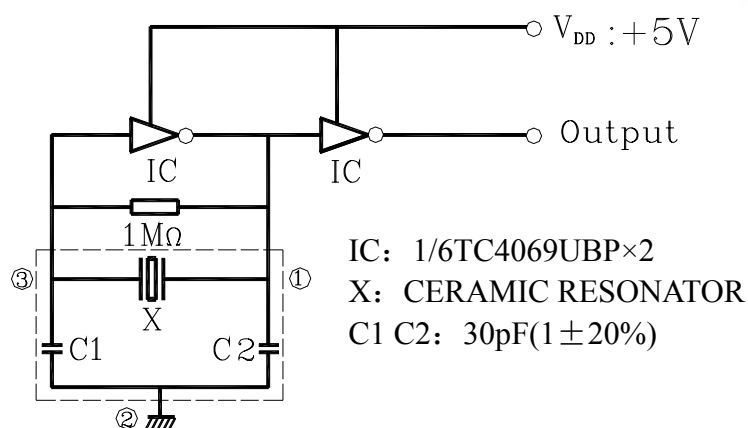 V_DD:+5V
Output
IC
IC
1MΩ
③
①
X
C1
C2
②
IC：1/6TC4069UBP×2
X：CERAMIC RESONATOR
C1 C2：30pF(1±20%)